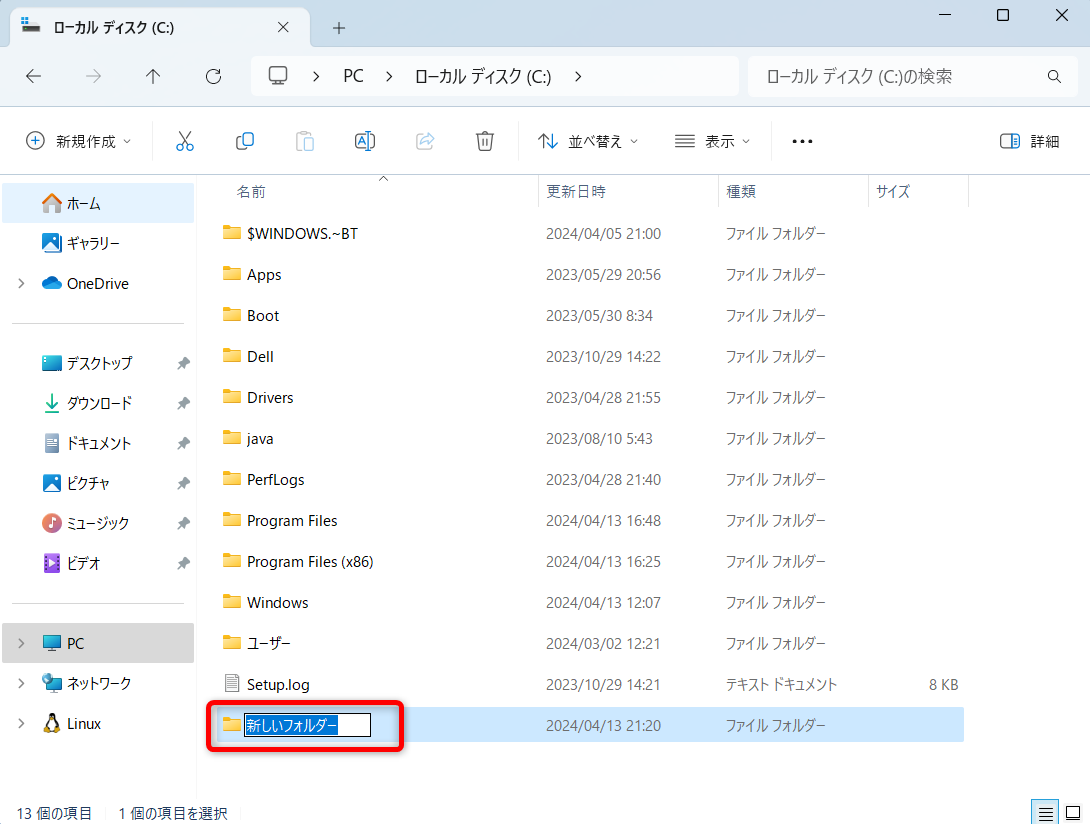 ローカル ディスク (C:)
PC
ローカル ディスク (C:)
ローカル ディスク (C:)の検索
新規作成
並べ替え
表示
詳細
名前 更新日時 種類 サイズ
ホーム
ギャラリー
OneDrive
デスクトップ
ダウンロード
ドキュメント
ピクチャ
ミュージック
ビデオ
PC
ネットワーク
Linux
$WINDOWS.~BT 2024/04/05 21:00 ファイル フォルダー
Apps 2023/05/29 20:56 ファイル フォルダー
Boot 2023/05/30 8:34 ファイル フォルダー
Dell 2023/10/29 14:22 ファイル フォルダー
Drivers 2023/04/28 21:55 ファイル フォルダー
java 2023/08/10 5:43 ファイル フォルダー
PerfLogs 2023/04/28 21:40 ファイル フォルダー
Program Files 2024/04/13 16:48 ファイル フォルダー
Program Files (x86) 2024/04/13 16:25 ファイル フォルダー
Windows 2024/04/13 12:07 ファイル フォルダー
ユーザー 2024/03/02 12:21 ファイル フォルダー
Setup.log 2023/10/29 14:21 テキスト ドキュメント 8 KB
新しいフォルダー 2024/04/13 21:20 ファイル フォルダー
13 個の項目 1 個の項目を選択